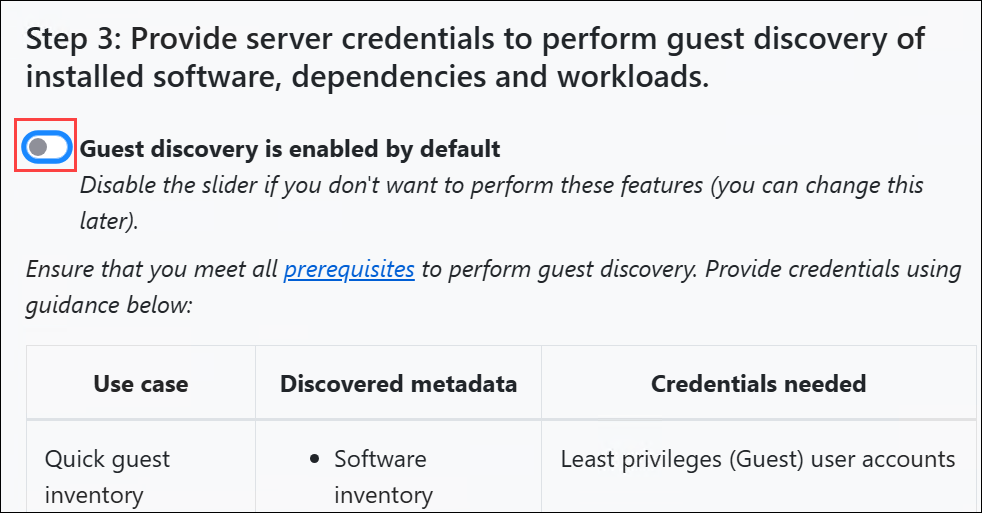 Step 3: Provide server credentials to perform guest discovery of
installed software, dependencies and workloads.
Guest discovery is enabled by default
Disable the slider if you don't want to perform these features (you can change this
later).
Ensure that you meet all prerequisites to perform guest discovery. Provide credentials using
guidance below:
Use case
Discovered metadata
Credentials needed
Quick guest
inventory
• Software
inventory
Least privileges (Guest) user accounts